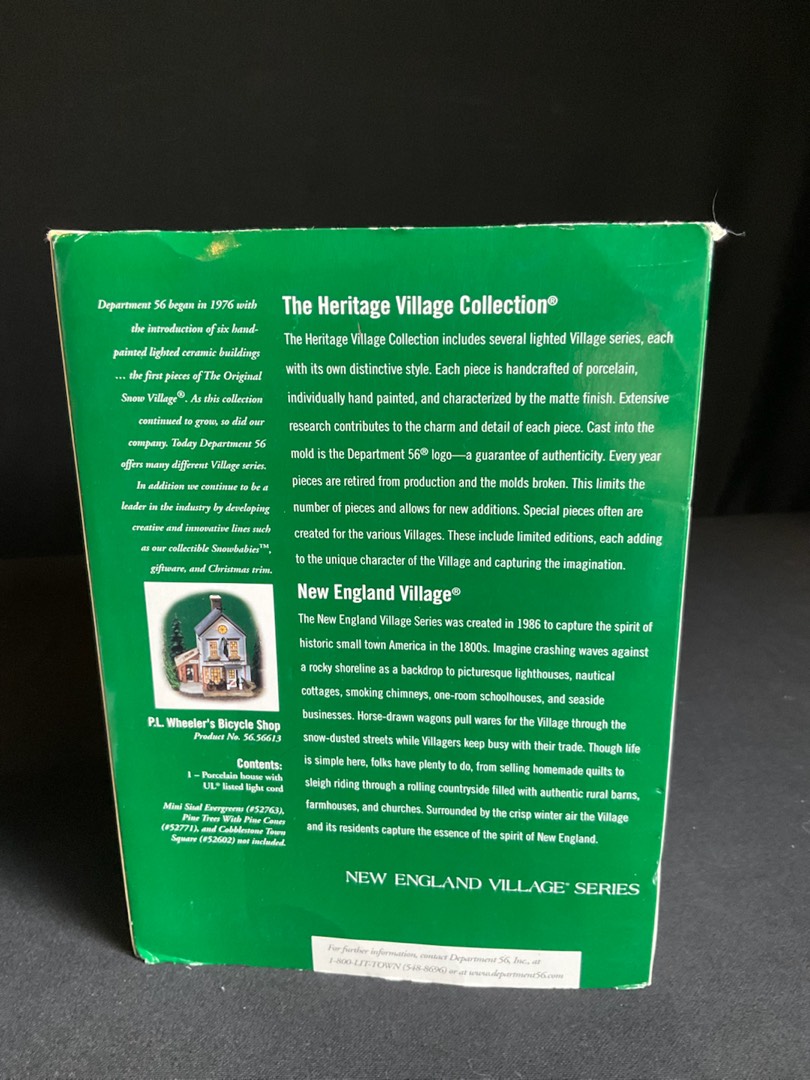 Department 56 began in 1976 with
the introduction of six hand-
painted lighted ceramic buildings
... the first pieces of The Original
Snow Village®. As this collection
continued to grow, so did our
company. Today Department 56
offers many different Village series.
In addition we continue to be a
leader in the industry by developing
creative and innovative lines such
as our collectible Snowbabies™,
giftware, and Christmas trim.
P.L. Wheeler's Bicycle Shop
Product No. 56.56613
Contents:
1 – Porcelain house with
UL® listed light cord
Mini Sisal Evergreens (#52763),
Pine Trees With Pine Cones
(#52771), and Cobblestone Town
Square (#52602) not included.
The Heritage Village Collection®
The Heritage Village Collection includes several lighted Village series, each
with its own distinctive style. Each piece is handcrafted of porcelain,
individually hand painted, and characterized by the matte finish. Extensive
research contributes to the charm and detail of each piece. Cast into the
mold is the Department 56® logo—a guarantee of authenticity. Every year
pieces are retired from production and the molds broken. This limits the
number of pieces and allows for new additions. Special pieces often are
created for the various Villages. These include limited editions, each adding
to the unique character of the Village and capturing the imagination.
New England Village®
The New England Village Series was created in 1986 to capture the spirit of
historic small town America in the 1800s. Imagine crashing waves against
a rocky shoreline as a backdrop to picturesque lighthouses, nautical
cottages, smoking chimneys, one-room schoolhouses, and seaside
businesses. Horse-drawn wagons pull wares for the Village through the
snow-dusted streets while Villagers keep busy with their trade. Though life
is simple here, folks have plenty to do, from selling homemade quilts to
sleigh riding through a rolling countryside filled with authentic rural barns,
farmhouses, and churches. Surrounded by the crisp winter air the Village
and its residents capture the essence of the spirit of New England.
NEW ENGLAND VILLAGE® SERIES
For further information, contact Department 56, Inc., at
1-800-LIT-TOWN (548-8696) or at www.department56.com